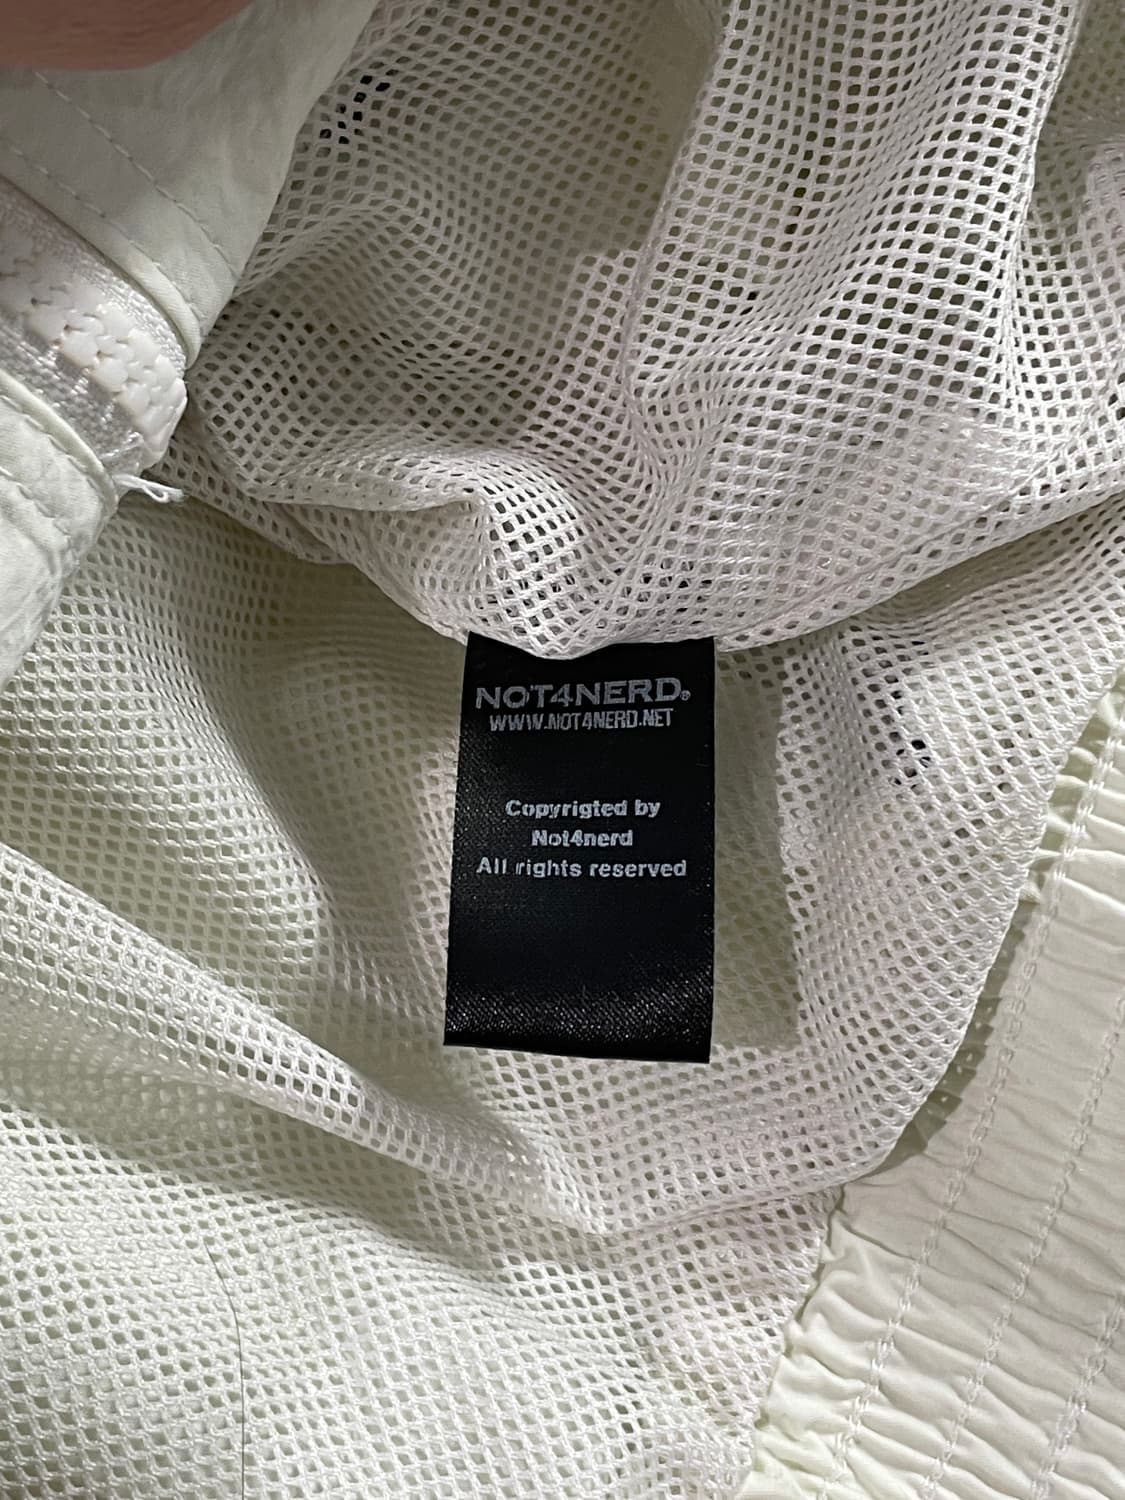 NOT4NERD®
WWW.NOT4NERD.NET
Copyrigted by
Not4nerd
All rights reserved